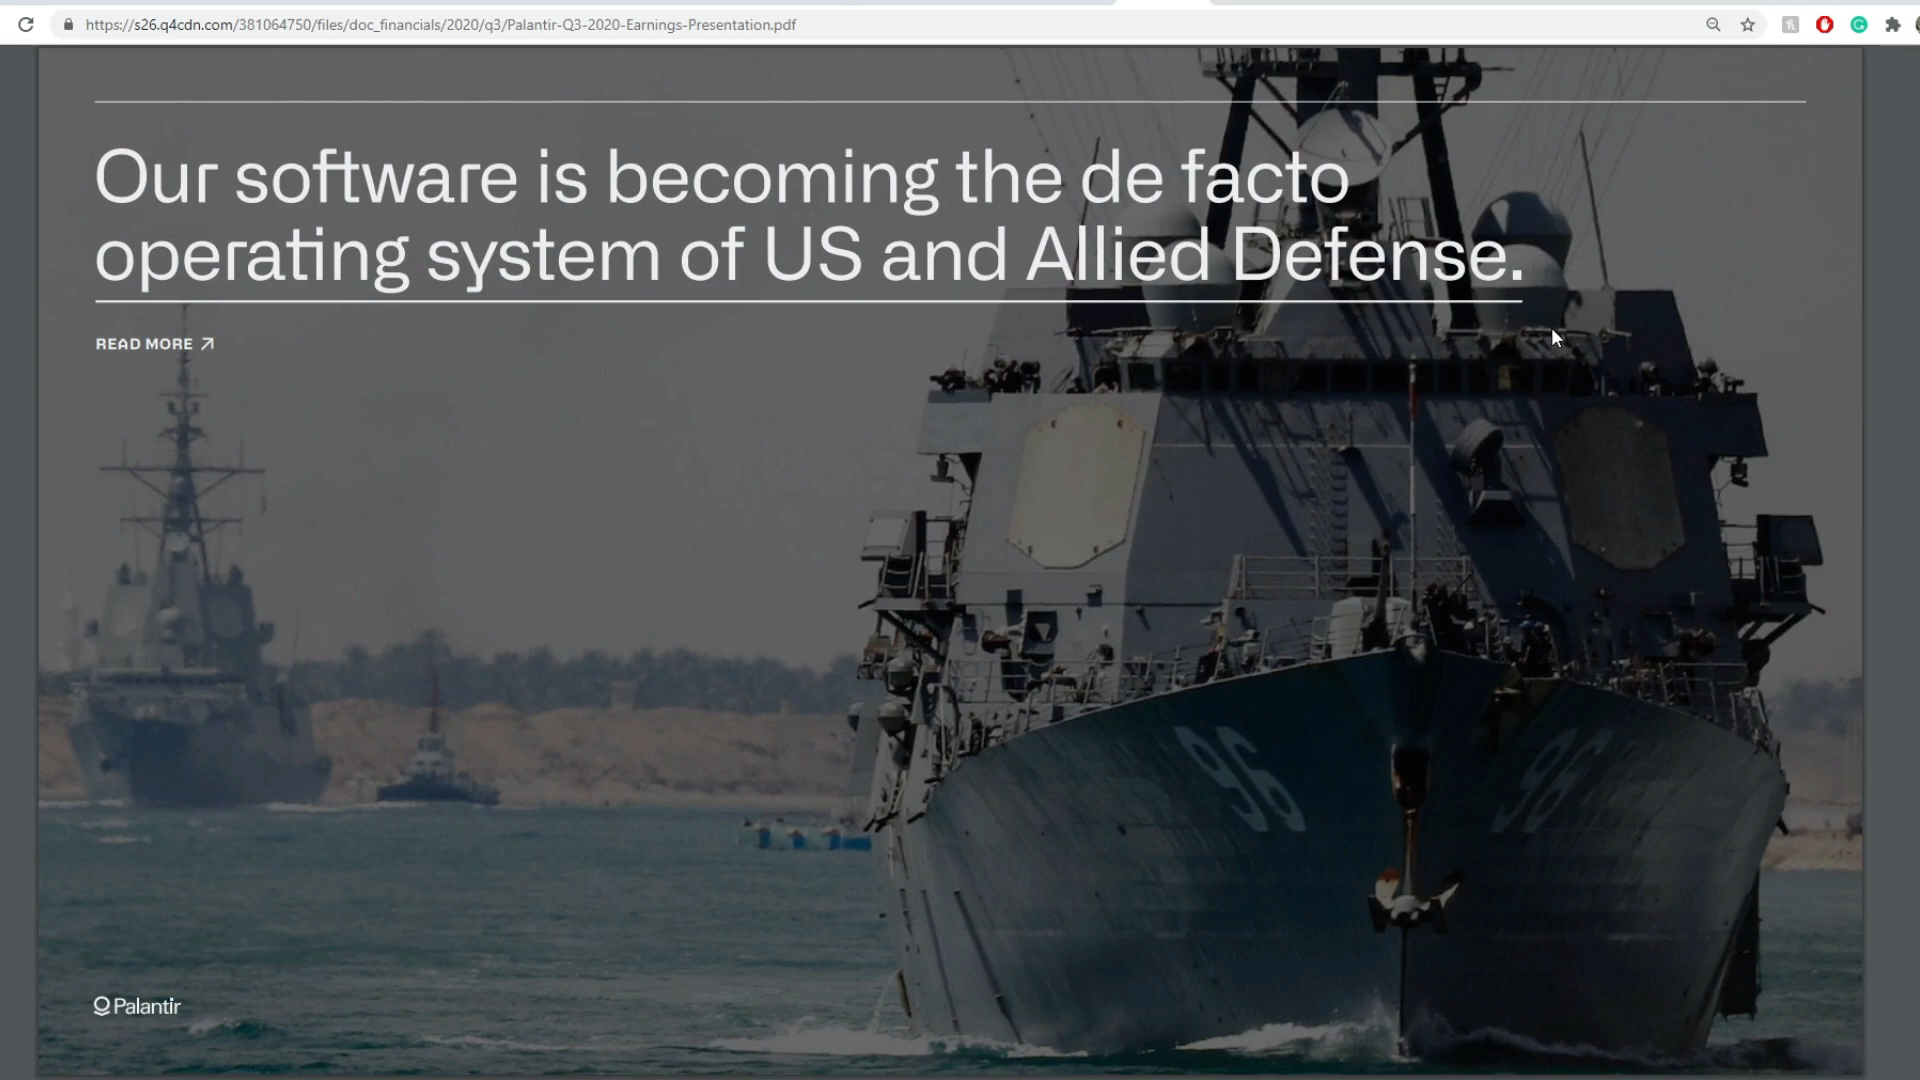 https://s26.q4cdn.com/381064750/files/doc_financials/2020/q3/Palantir-Q3-2020-Earnings-Presentation.pdf
Our software is becoming the de facto
operating system of US and Allied Defense.
READ MORE
96
96
Palantir